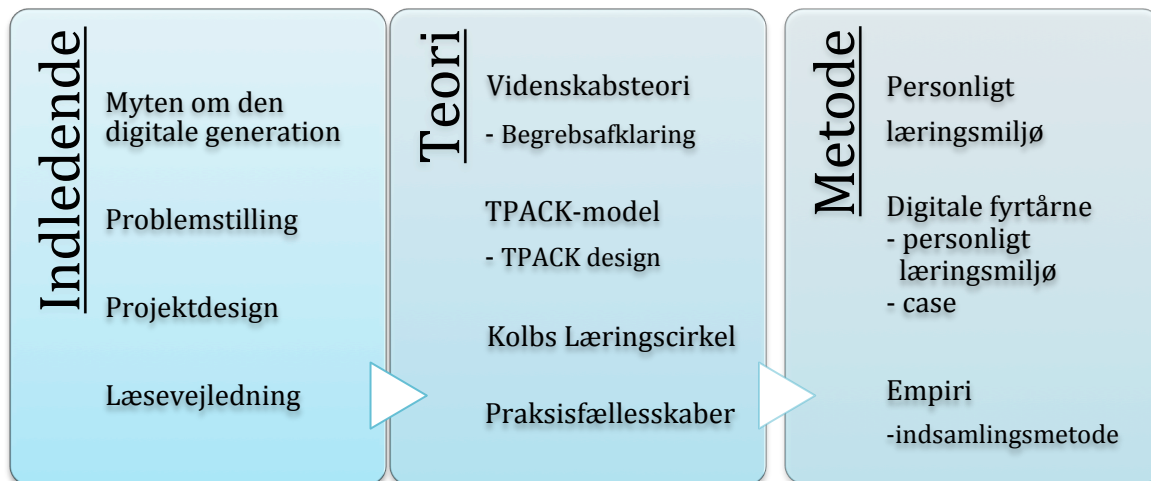 Indledende
Myten om den
digitale generation
Problemstilling
Projektdesign
Læsevejledning
Teori
Videnskabsteori
- Begrebsafklaring
TPACK-model
- TPACK design
Kolbs Læringscirkel
Praksisfællesskaber
Metode
Personligt
læringsmiljø
Digitale fyrtårne
- personligt
læringsmiljø
- case
Empiri
-indsamlingsmetode